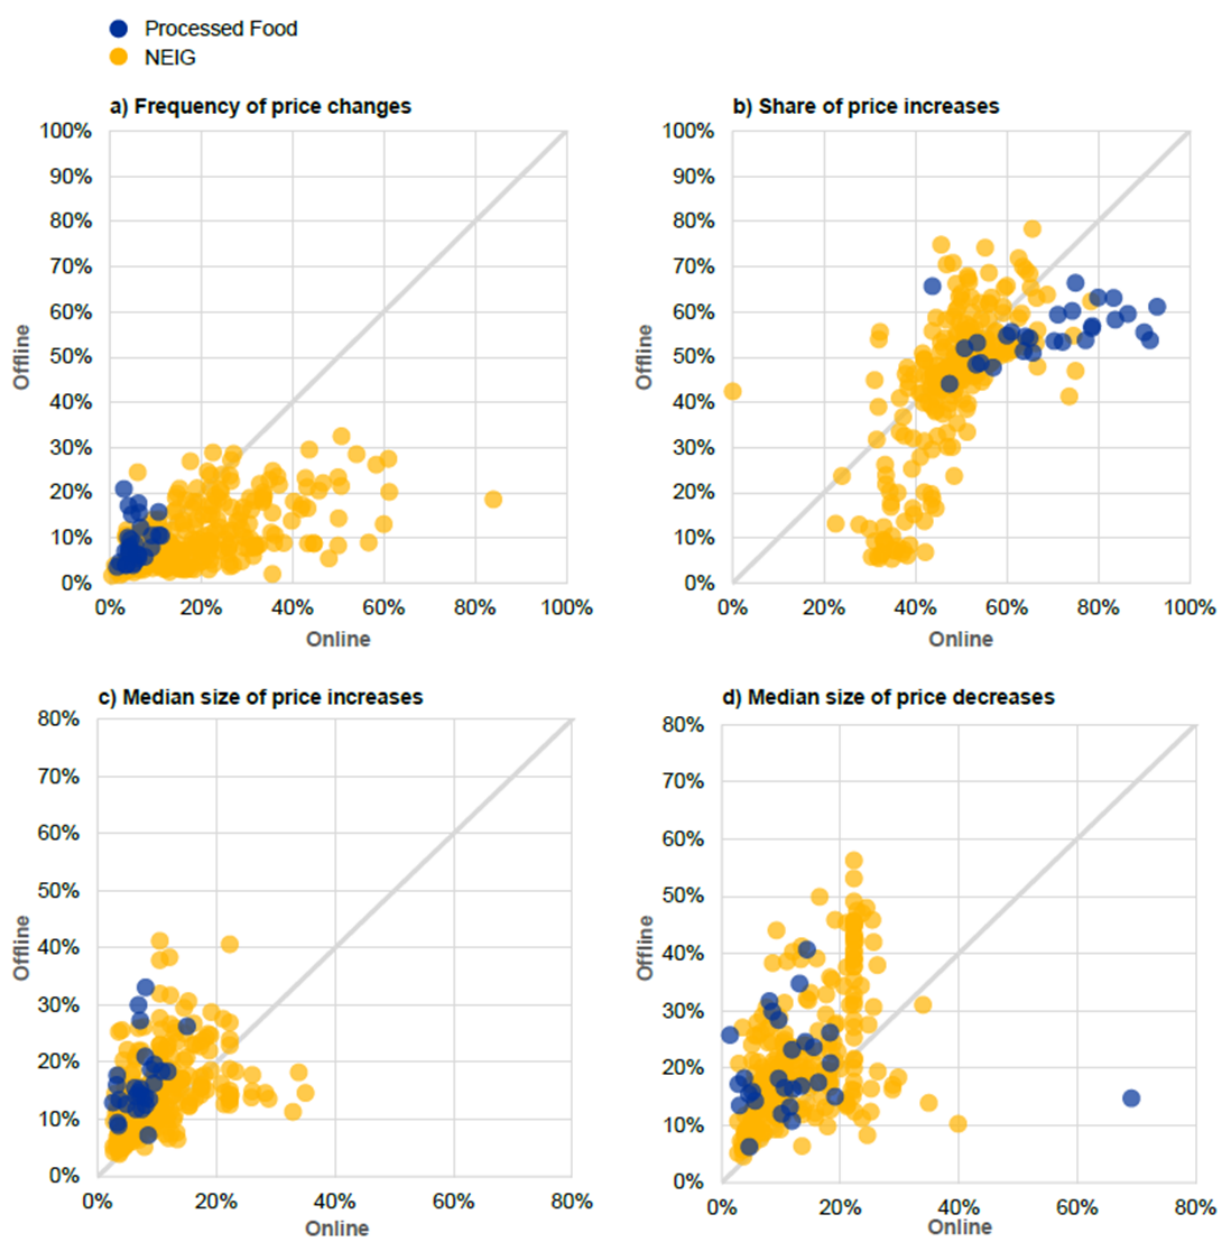 Processed Food
NEIG
a) Frequency of price changes
100%
90%
80%
70%
60%
50%
40%
30%
20%
10%
0%
Offline
0% 20% 40% 60% 80% 100%
Online
b) Share of price increases
100%
90%
80%
70%
60%
50%
40%
30%
20%
10%
0%
Offline
0% 20% 40% 60% 80% 100%
Online
c) Median size of price increases
80%
70%
60%
50%
40%
30%
20%
10%
0%
Offline
0% 20% 40% 60% 80%
Online
d) Median size of price decreases
80%
70%
60%
50%
40%
30%
20%
10%
0%
Offline
0% 20% 40% 60% 80%
Online